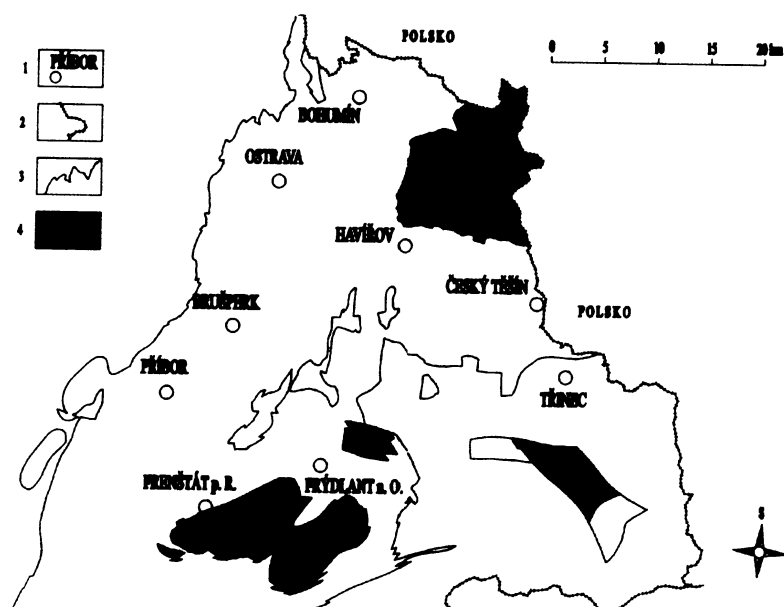 POLSKO
0 5 10 15 20 km
1 PŘÍBOR
2
3
4
BOHUMÍN
OSTRAVA
HAVÍŘOV
ČESKÝ TĚŠÍN
POLSKO
BRUŠPERK
PŘÍBOR
TŘINEC
FRENŠTÁT p. R.
FRÝDLANT n. O.
S